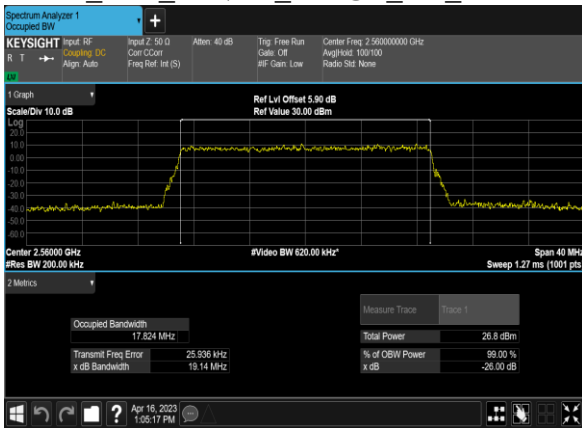 Spectrum Analyzer 1
Occupied BW
KEYSIGHT Input: RF Input Z: 50 Ω Atten: 40 dB Trig: Free Run Center Freq: 2.560000000 GHz
R T Coupling: DC Corr CCorr Gate: Off Avg|Hold: 100/100
Align: Auto Freq Ref: Int (S) #IF Gain: Low Radio Std: None
LU
1 Graph
Ref Lvl Offset 5.90 dB
Scale/Div 10.0 dB Ref Value 30.00 dBm
Log
20.0
10.0
0.00
-10.0
-20.0
-30.0
-40.0
-50.0
-60.0
Center 2.56000 GHz #Video BW 620.00 kHz* Span 40 MHz
#Res BW 200.00 kHz Sweep 1.27 ms (1001 pts)
2 Metrics
Measure Trace Trace 1
Occupied Bandwidth
17.824 MHz Total Power 26.8 dBm
Transmit Freq Error 25.936 kHz % of OBW Power 99.00 %
x dB Bandwidth 19.14 MHz x dB -26.00 dB
? Apr 16, 2023
1:05:17 PM